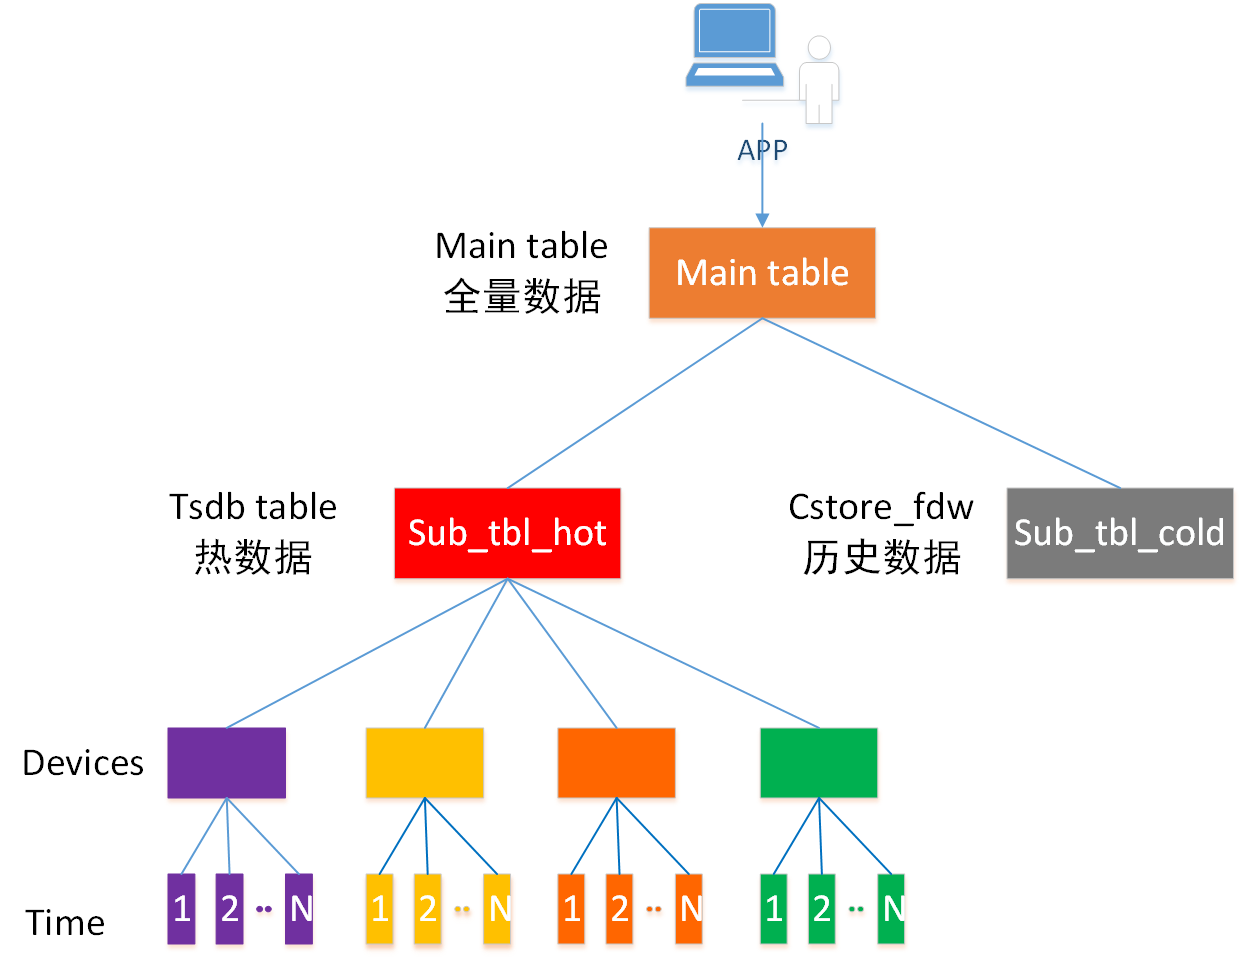 APP
Main table
全量数据
Main table
Tsdb table
热数据
Sub_tbl_hot
Cstore_fdw
历史数据
Sub_tbl_cold
Devices
Time
1 2 ·· N
1 2 ·· N
1 2 ·· N
1 2 ·· N